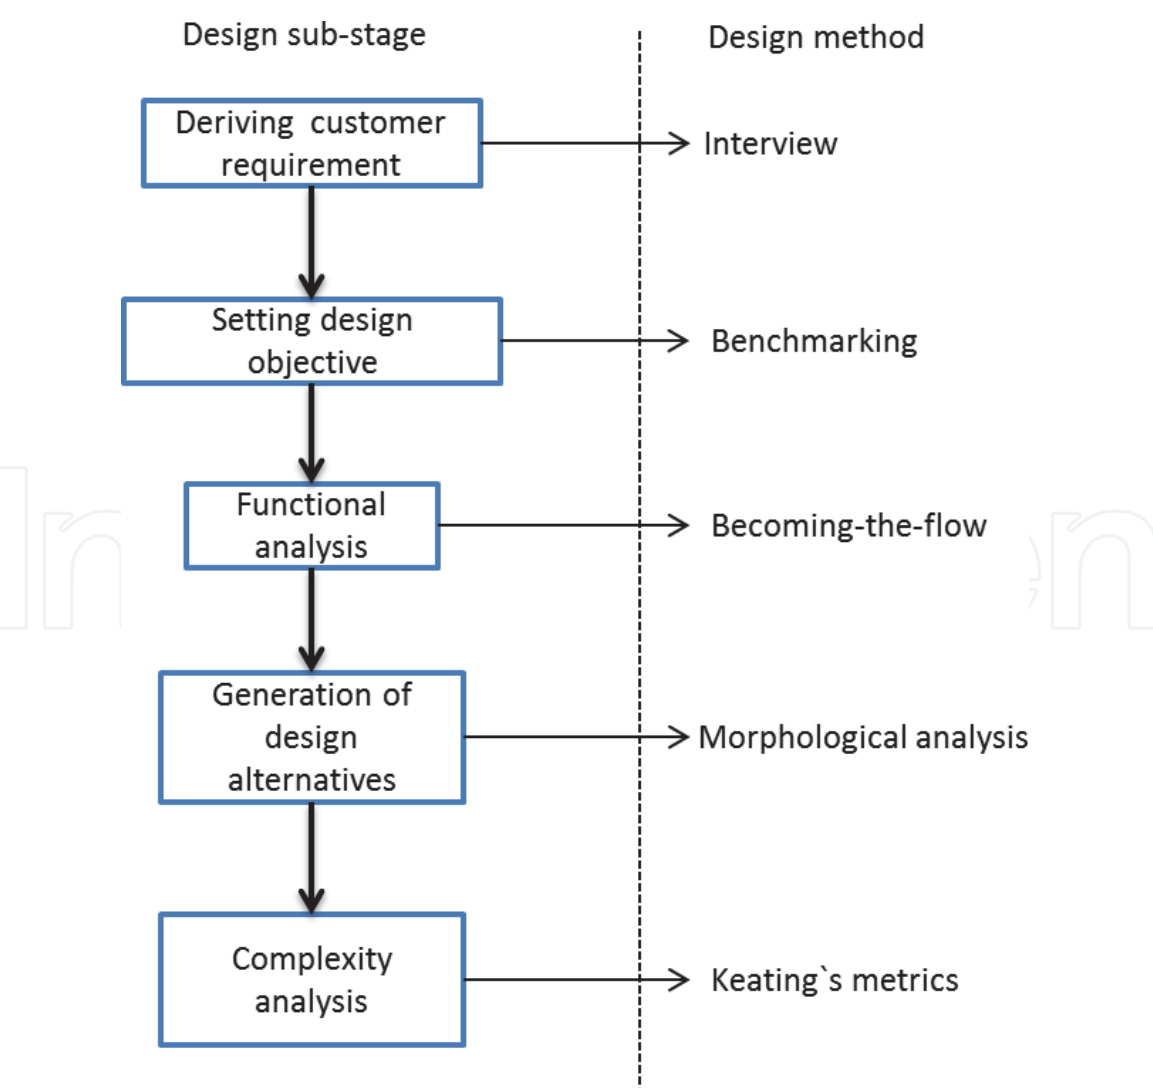 Design sub-stage
Design method
Deriving customer
requirement
Interview
Setting design
objective
Benchmarking
Functional
analysis
Becoming-the-flow
Generation of
design
alternatives
Morphological analysis
Complexity
analysis
Keating`s metrics